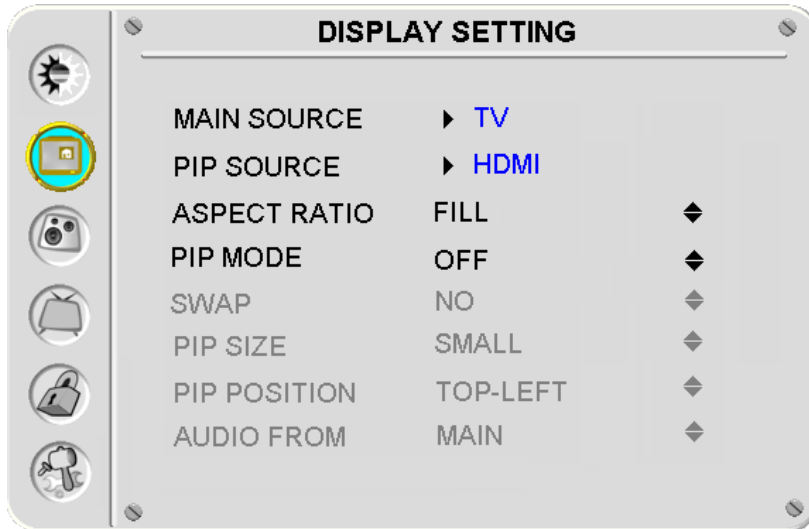 DISPLAY SETTING
MAIN SOURCE TV
PIP SOURCE HDMI
ASPECT RATIO FILL
PIP MODE OFF
SWAP NO
PIP SIZE SMALL
PIP POSITION TOP-LEFT
AUDIO FROM MAIN